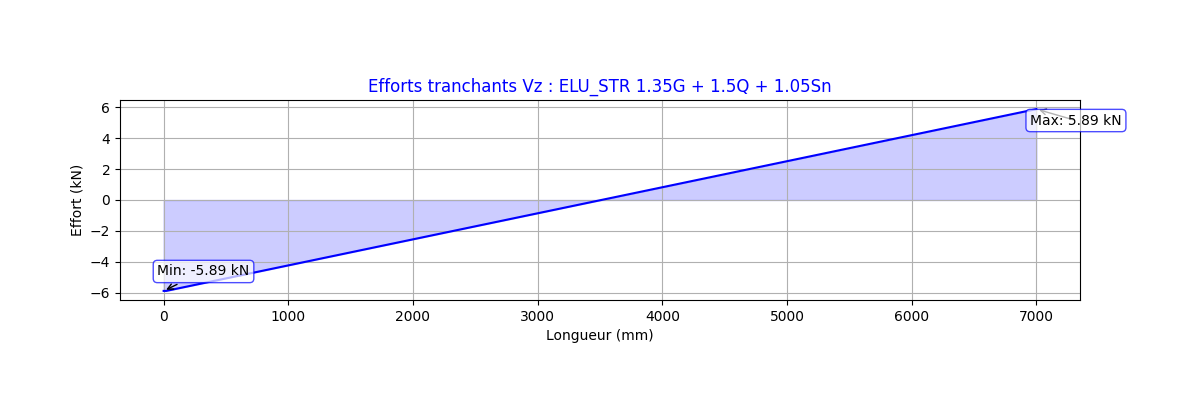 Efforts tranchants Vz : ELU_STR 1.35G + 1.5Q + 1.05Sn
6
4
2
0
−2
−4
−6
Effort (kN)
Max: 5.89 kN
Min: -5.89 kN
0 1000 2000 3000 4000 5000 6000 7000
Longueur (mm)